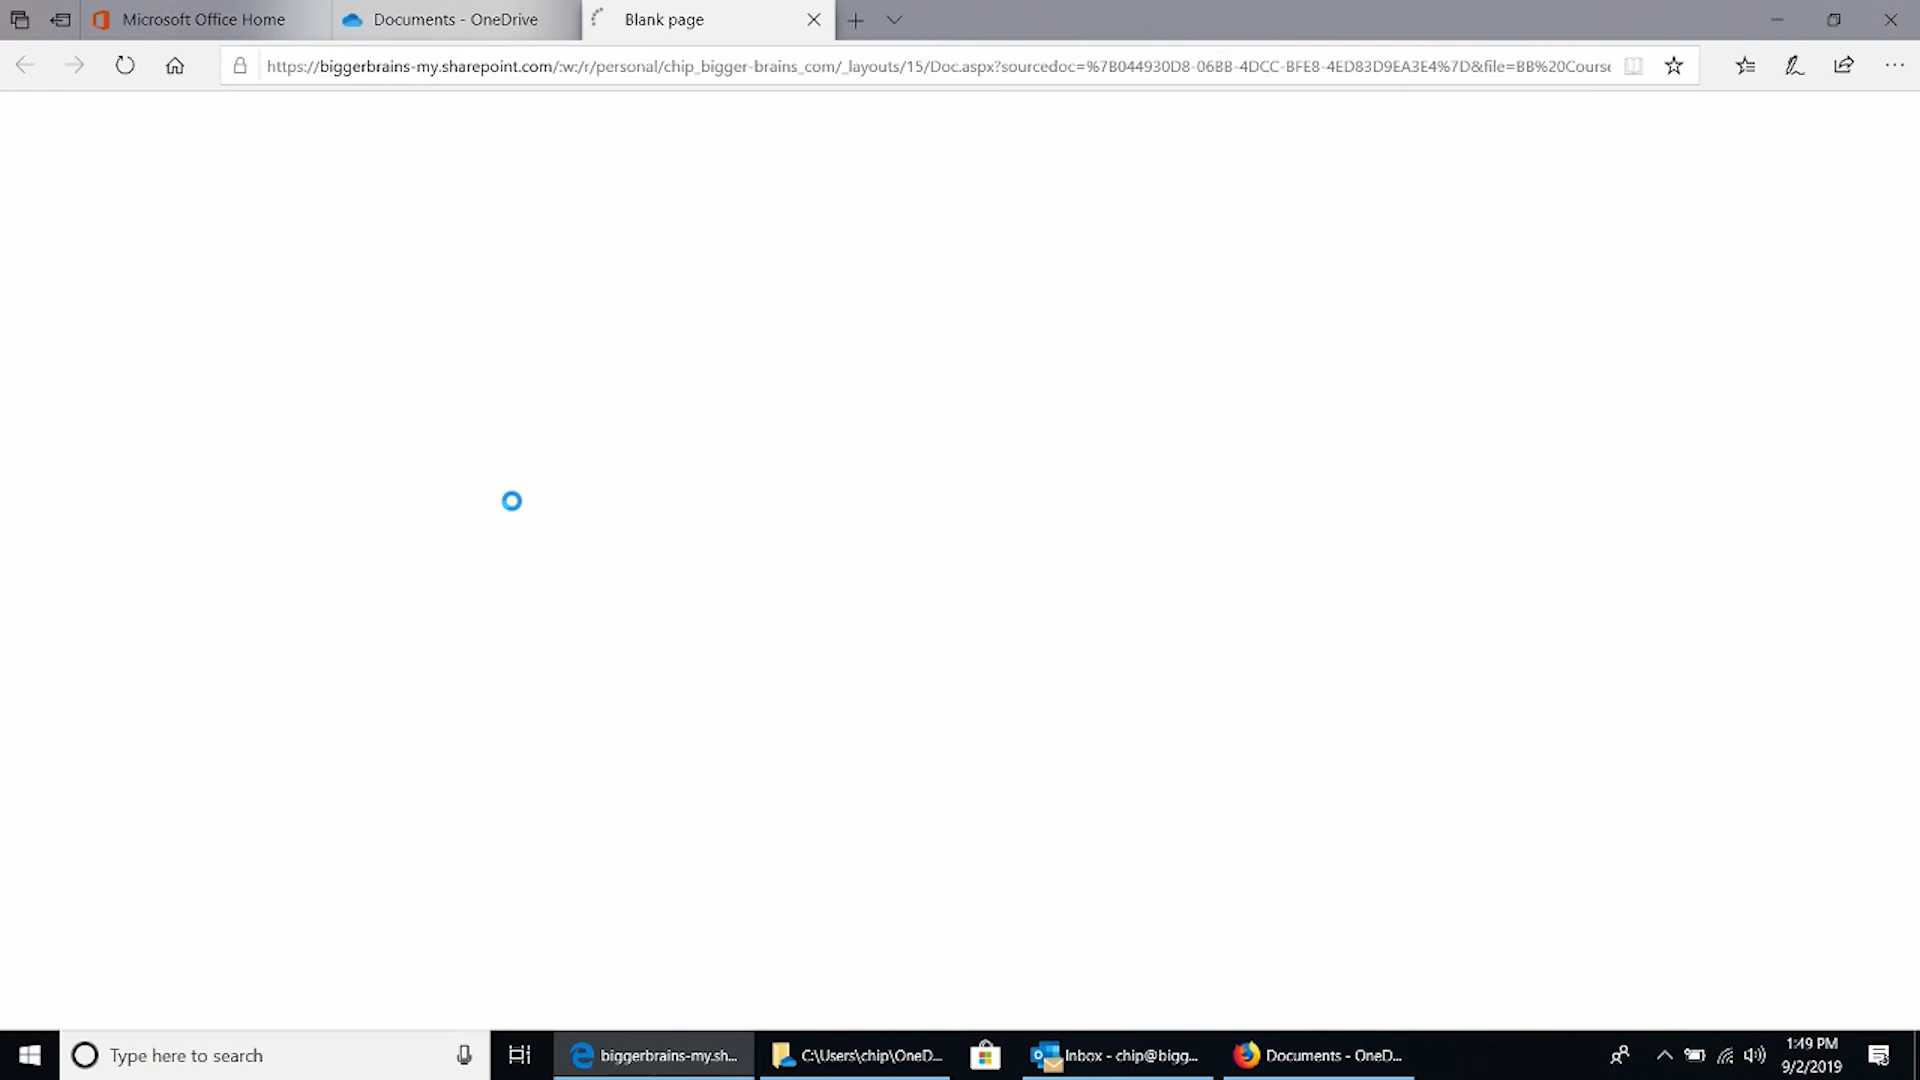 Microsoft Office Home
Documents - OneDrive
Blank page
https://biggerbrains-my.sharepoint.com/:w:/r/personal/chip_bigger-brains_com/_layouts/15/Doc.aspx?sourcedoc=%7B044930D8-06BB-4DCC-BFE8-4ED83D9EA3E4%7D&file=BB%20Course
Type here to search
biggerbrains-my.sh...
C:\Users\chip\OneD...
Inbox - chip@bigg...
Documents - OneD...
1:49 PM
9/2/2019